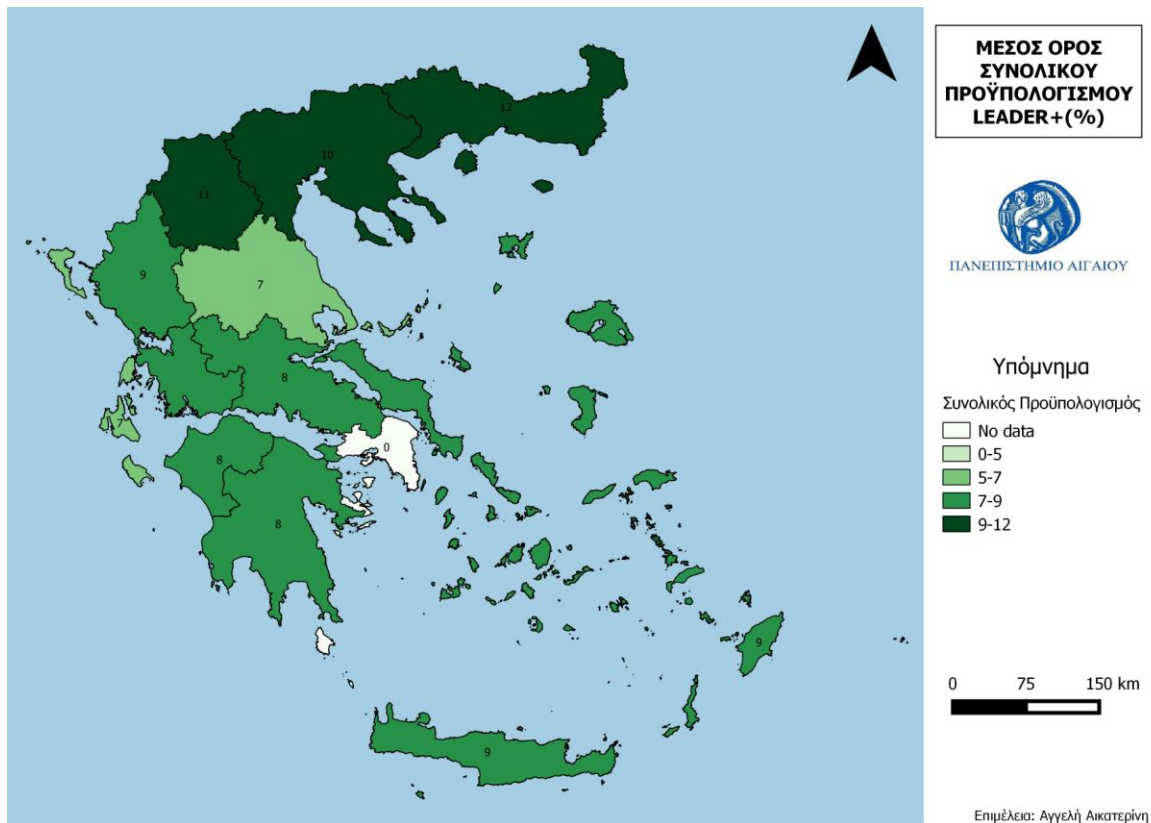 ΜΕΣΟΣ ΟΡΟΣ
ΣΥΝΟΛΙΚΟΥ
ΠΡΟΫΠΟΛΟΓΙΣΜΟΥ
LEADER+(%)
ΠΑΝΕΠΙΣΤΗΜΙΟ ΑΙΓΑΙΟΥ
Υπόμνημα
Συνολικός Προϋπολογισμός
No data
0-5
5-7
7-9
9-12
0 75 150 km
Επιμέλεια: Αγγελή Αικατερίνη
12
10
11
9
7
8
7
0
8
8
9
9